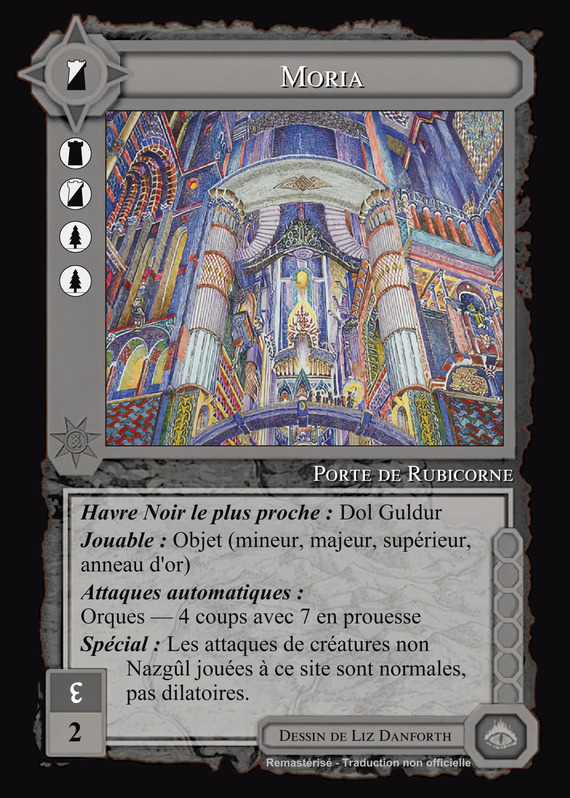 Moria
Porte de Rubicorne
Havre Noir le plus proche : Dol Guldur
Jouable : Objet (mineur, majeur, supérieur,
anneau d'or)
Attaques automatiques :
Orques — 4 coups avec 7 en prouesse
Spécial : Les attaques de créatures non
Nazgûl jouées à ce site sont normales,
pas dilatoires.
ع
2
Dessin de Liz Danforth
Remastérisé - Traduction non officielle